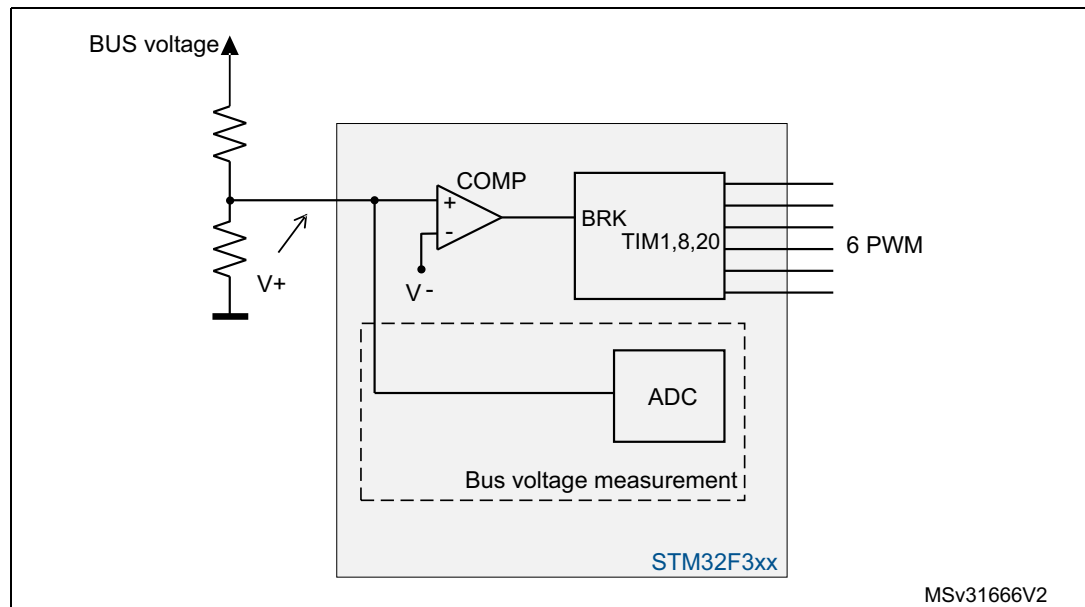 BUS voltage
COMP
+
-
V+
V-
BRK
TIM1,8,20
6 PWM
ADC
Bus voltage measurement
STM32F3xx
MSv31666V2